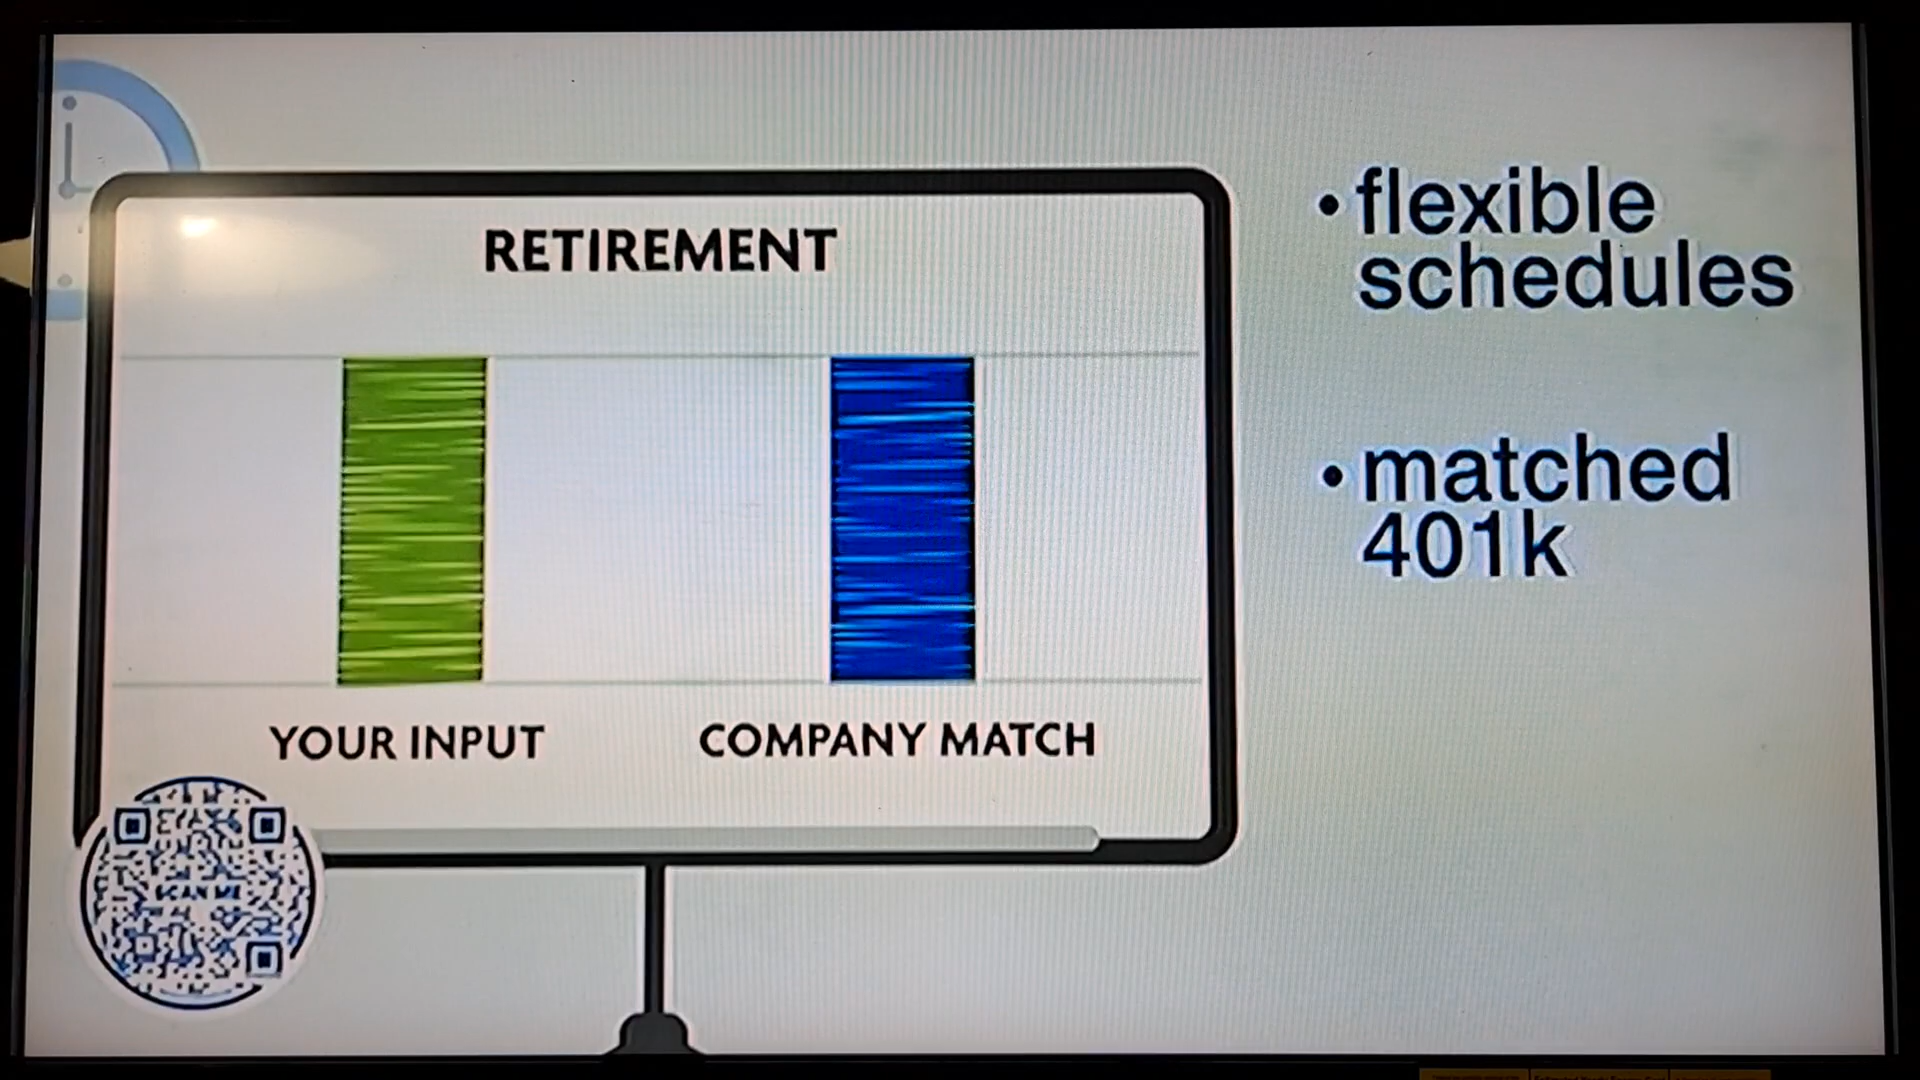 RETIREMENT
YOUR INPUT
COMPANY MATCH
SCAN ME
• flexible
schedules
• matched
401k